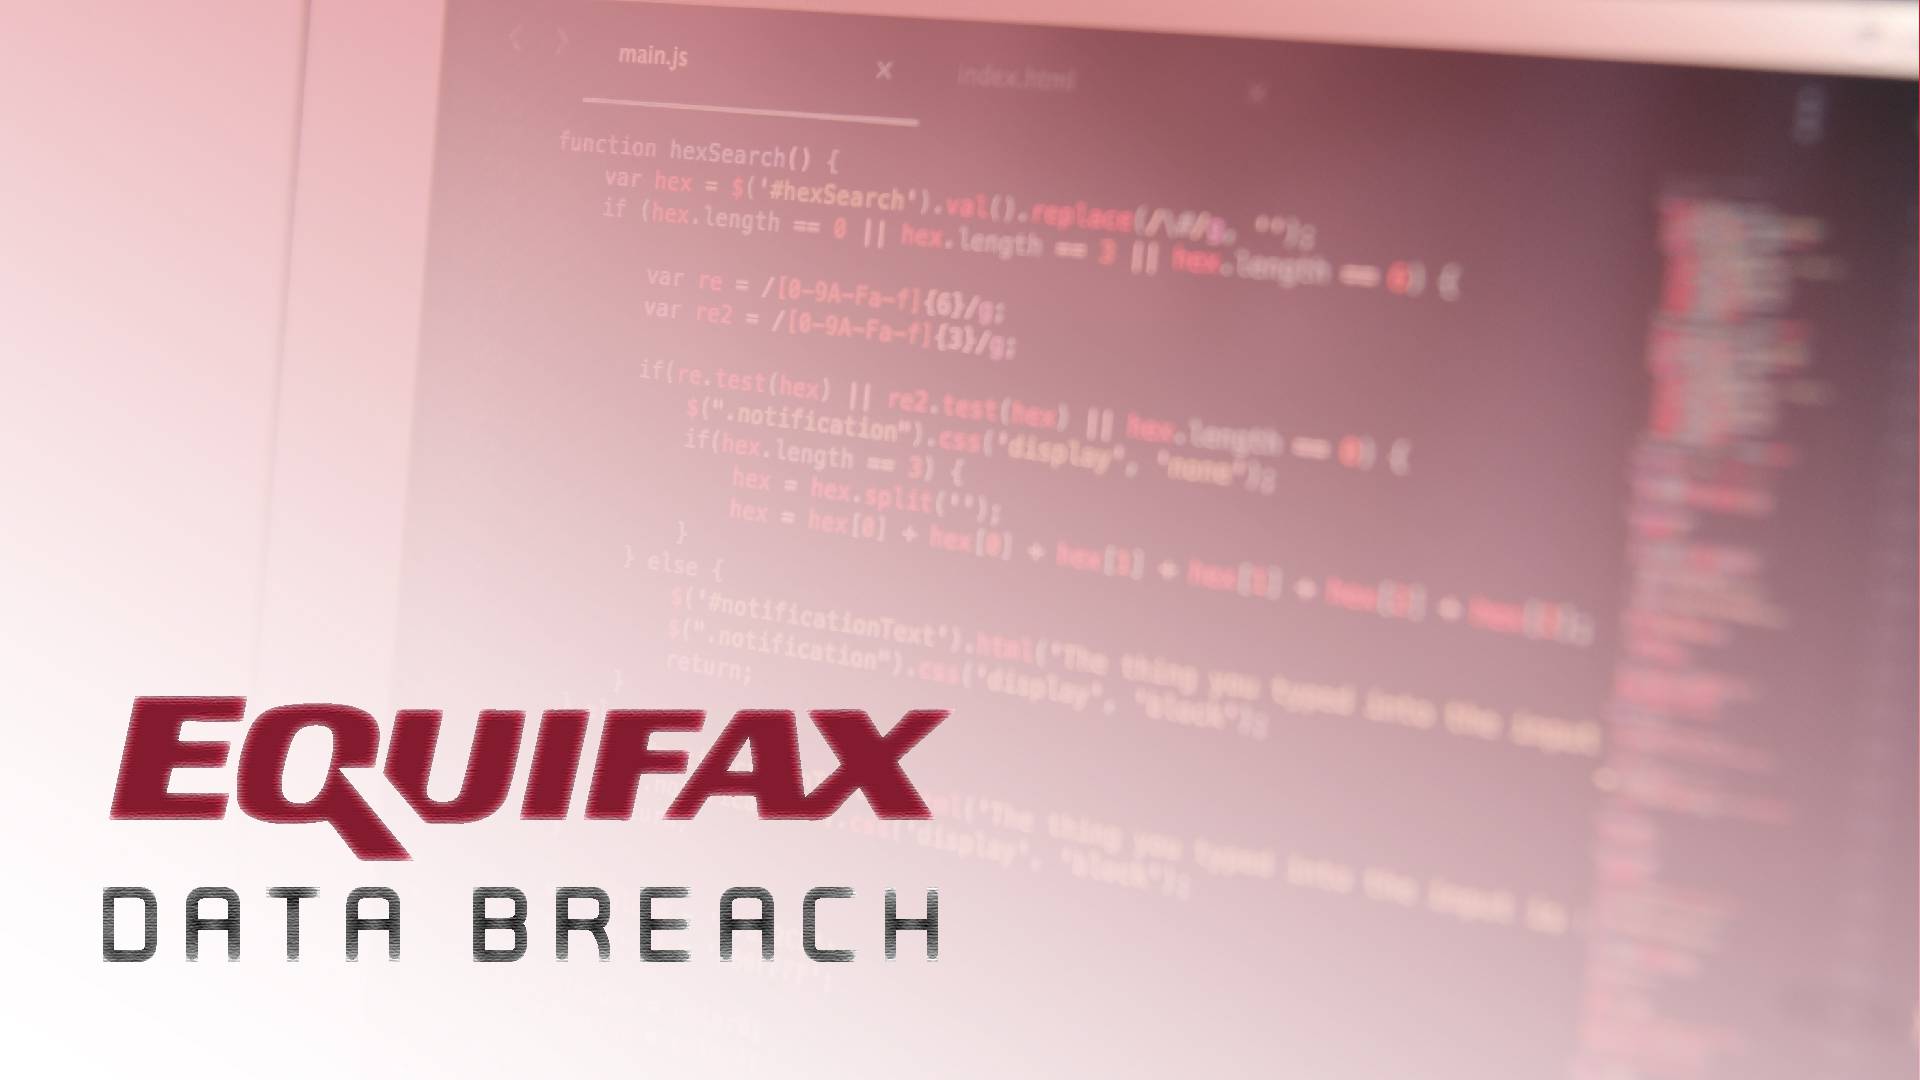 main.js
index.html
function hexSearch() {
var hex = $('#hexSearch').val().replace(/\#/g, "");
if (hex.length == 0 || hex.length == 3 || hex.length == 6) {
var re = /[0-9A-Fa-f]{6}/g;
var re2 = /[0-9A-Fa-f]{3}/g;
if(re.test(hex) || re2.test(hex) || hex.length == 0) {
$(".notification").css("display", "none");
if(hex.length == 3) {
hex = hex.split("");
hex = hex[0] + hex[0] + hex[1] + hex[1] + hex[2] + hex[2];
}
} else {
$('#notificationText').html("The thing you typed into the input
$(".notification").css("display", "block");
return;
}
("The thing you typed into the input
("display", "block");
EQUIFAX
DATA BREACH